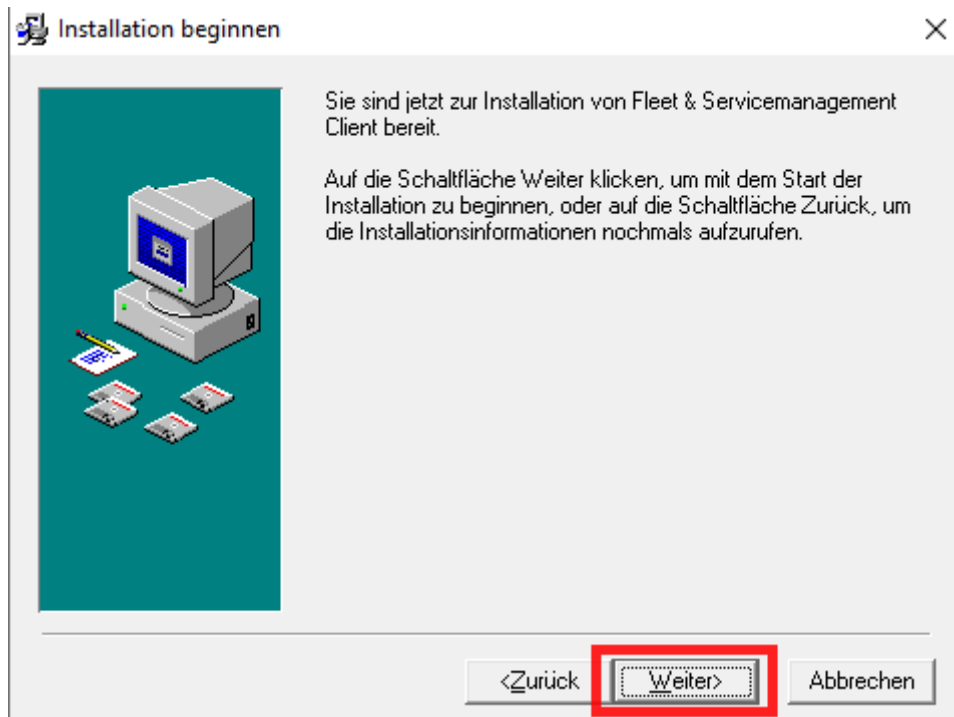 Installation beginnen
Sie sind jetzt zur Installation von Fleet & Servicemanagement
Client bereit.
Auf die Schaltfläche Weiter klicken, um mit dem Start der
Installation zu beginnen, oder auf die Schaltfläche Zurück, um
die Installationsinformationen nochmals aufzurufen.
<Zurück
Weiter>
Abbrechen